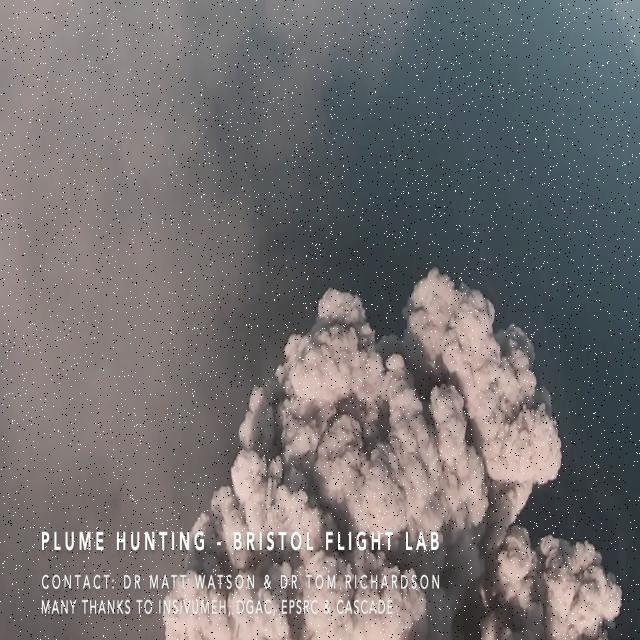 PLUME HUNTING - BRISTOL FLIGHT LAB
CONTACT: DR MATT WATSON & DR TOM RICHARDSON
MANY THANKS TO INSIVUMEH, DGAC, EPSRC & CASCADE